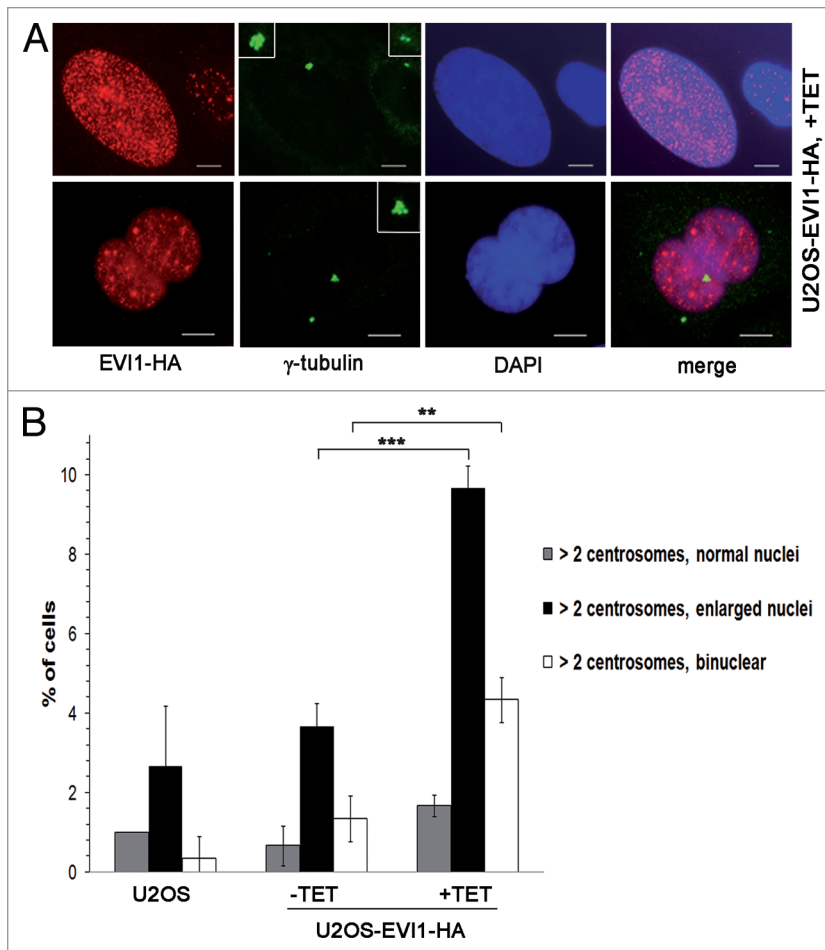 A
U2OS-EVI1-HA, +TET
EVI1-HA
γ-tubulin
DAPI
merge
B
**
***
% of cells
10
8
6
4
2
0
> 2 centrosomes, normal nuclei
> 2 centrosomes, enlarged nuclei
> 2 centrosomes, binuclear
U2OS
-TET
+TET
U2OS-EVI1-HA